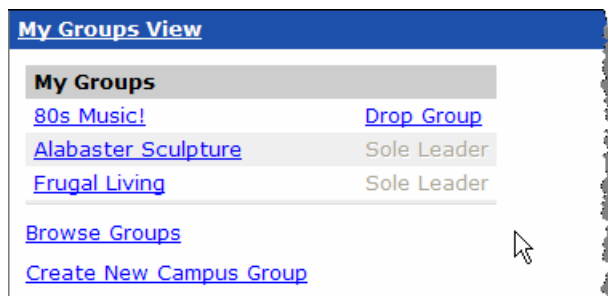 My Groups View
My Groups
80s Music! Drop Group
Alabaster Sculpture Sole Leader
Frugal Living Sole Leader
Browse Groups
Create New Campus Group